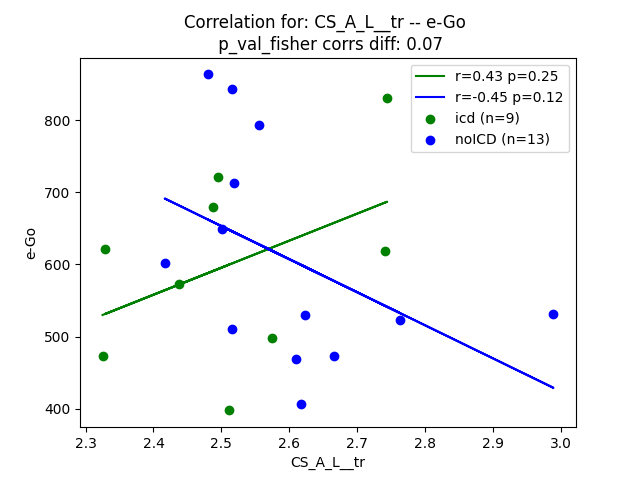 Correlation for: CS_A_L__tr -- e-Go
p_val_fisher corrs diff: 0.07
r=0.43 p=0.25
r=-0.45 p=0.12
icd (n=9)
noICD (n=13)
e-Go
800
700
600
500
400
2.3 2.4 2.5 2.6 2.7 2.8 2.9 3.0
CS_A_L__tr